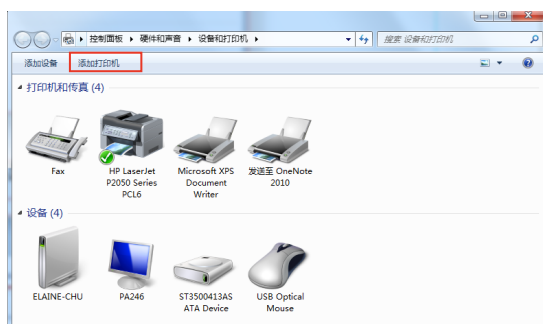 控制面板 ▸ 硬件和声音 ▸ 设备和打印机 ▸
搜索 设备和打印机
添加设备 添加打印机
打印机和传真 (4)
Fax
HP LaserJet
P2050 Series
PCL6
Microsoft XPS
Document
Writer
发送至 OneNote
2010
设备 (4)
ELAINE-CHU
PA246
ST3500413AS
ATA Device
USB Optical
Mouse